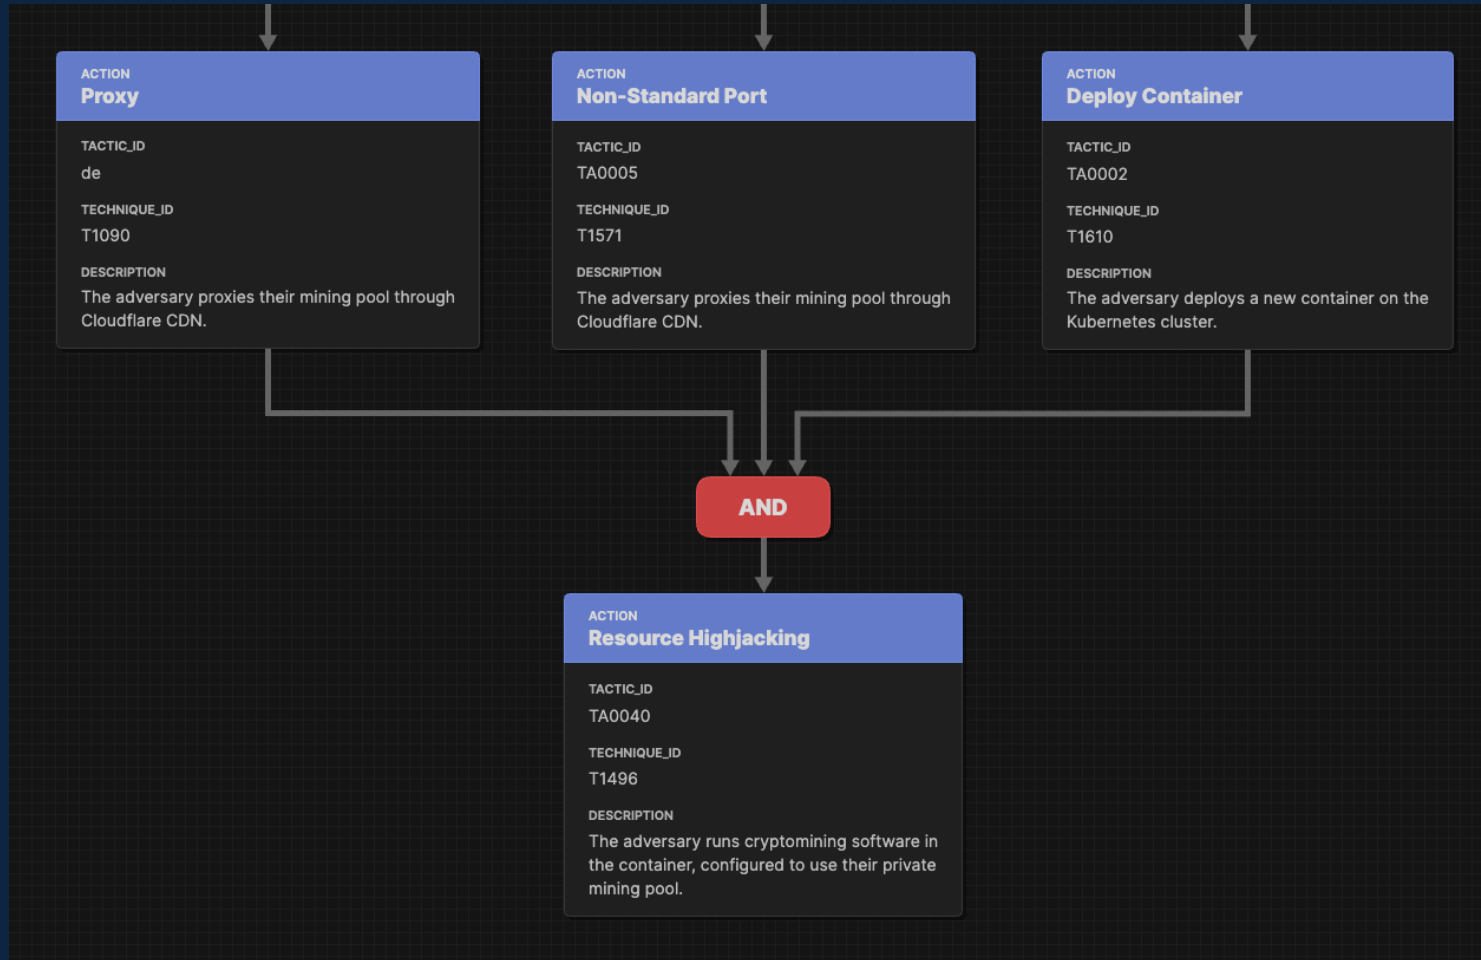 ACTION
Proxy
TACTIC_ID
de
TECHNIQUE_ID
T1090
DESCRIPTION
The adversary proxies their mining pool through
Cloudflare CDN.
ACTION
Non-Standard Port
TACTIC_ID
TA0005
TECHNIQUE_ID
T1571
DESCRIPTION
The adversary proxies their mining pool through
Cloudflare CDN.
ACTION
Deploy Container
TACTIC_ID
TA0002
TECHNIQUE_ID
T1610
DESCRIPTION
The adversary deploys a new container on the
Kubernetes cluster.
AND
ACTION
Resource Highjacking
TACTIC_ID
TA0040
TECHNIQUE_ID
T1496
DESCRIPTION
The adversary runs cryptomining software in
the container, configured to use their private
mining pool.